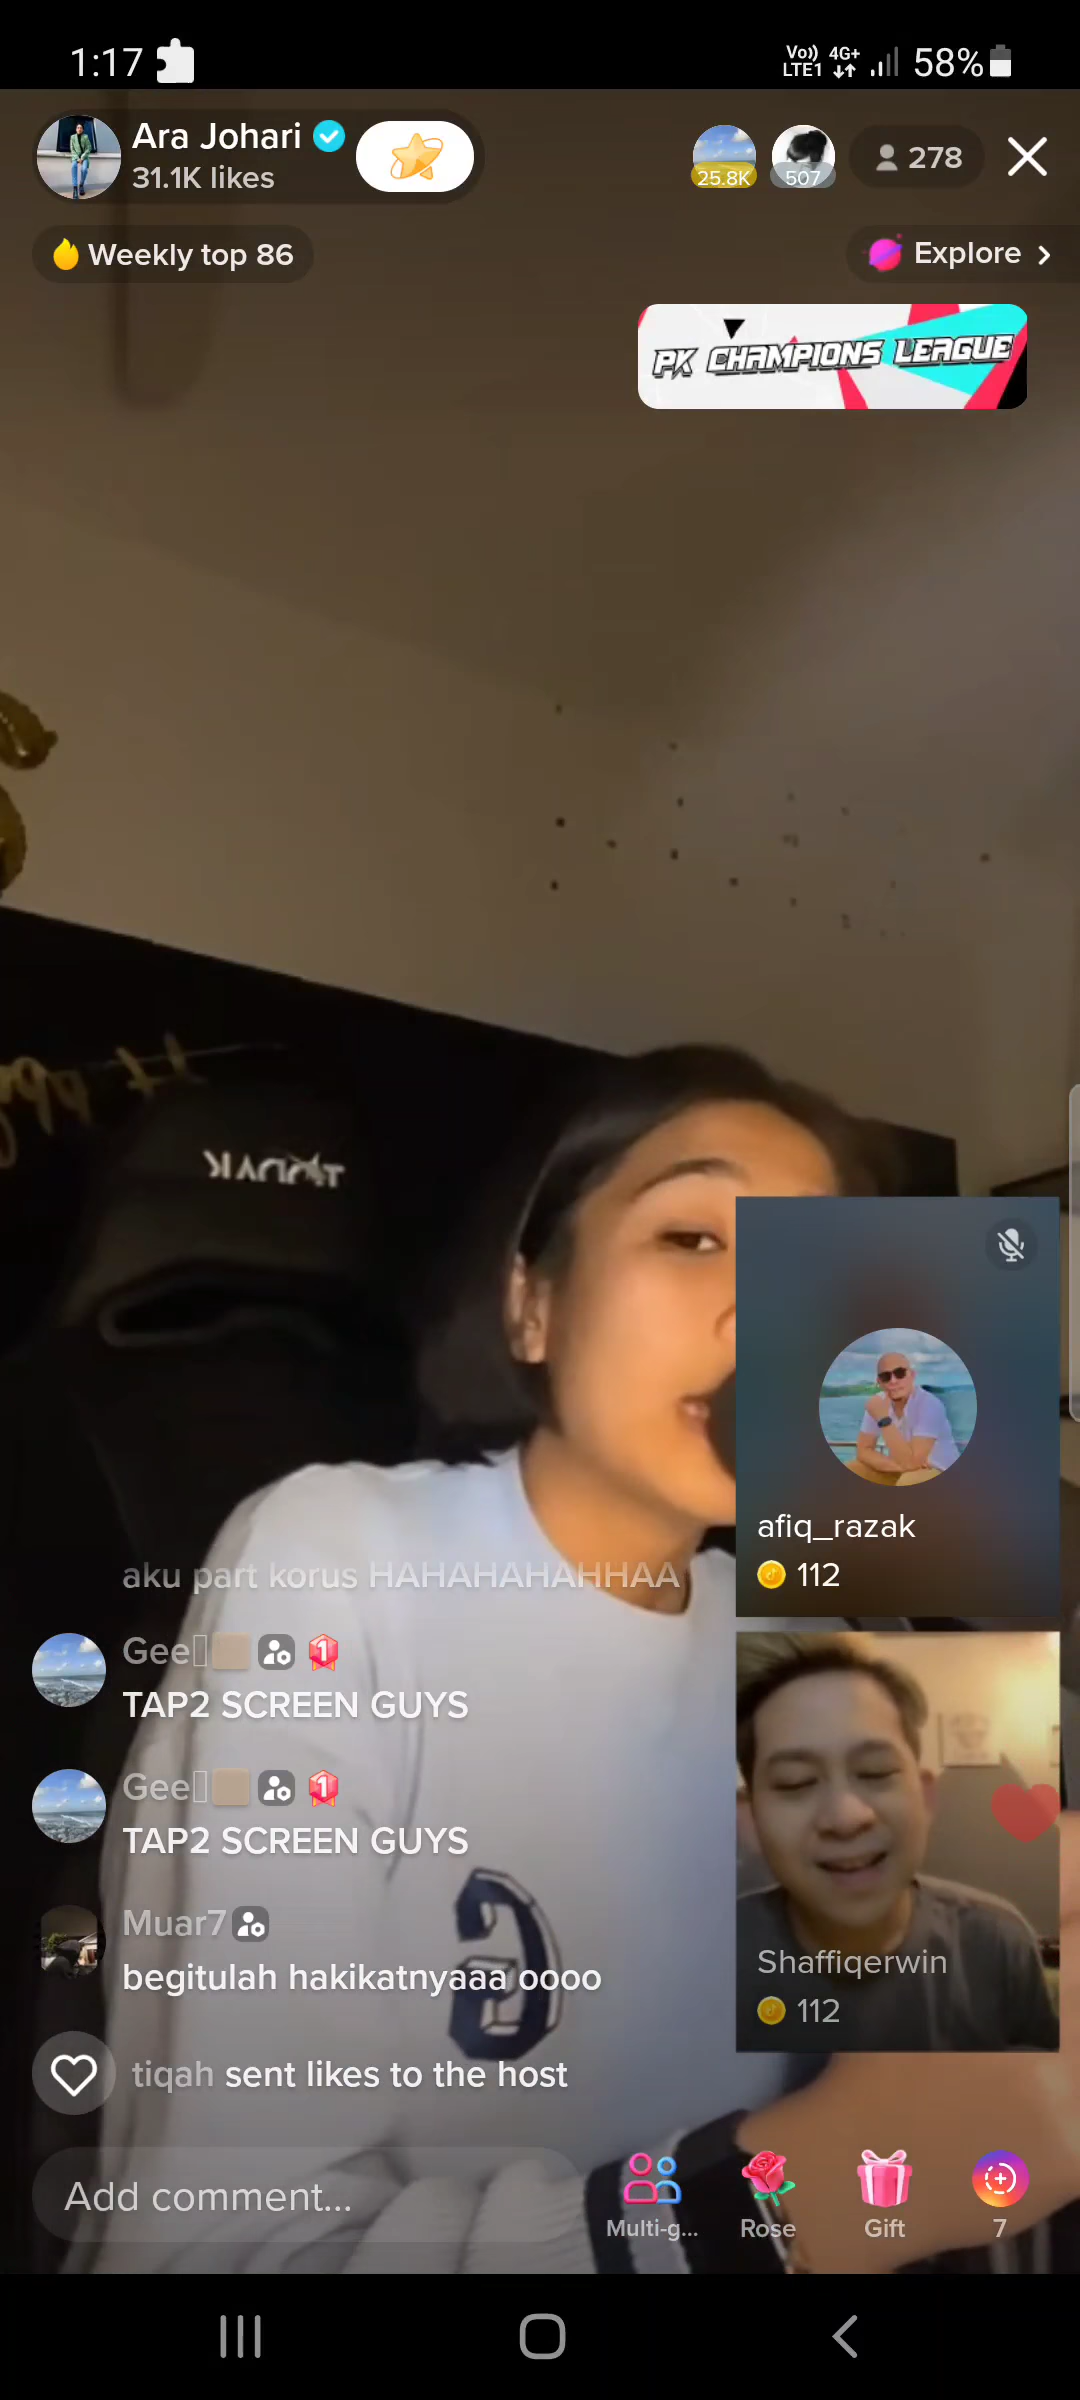 1:17
Vo)) LTE1 4G+ 58%
Ara Johari
31.1K likes
25.8K
507
278
Weekly top 86
Explore
PK CHAMPIONS LEAGUE
afiq_razak
112
aku part korus HAHAHAHAHHAA
Gee
TAP2 SCREEN GUYS
Gee
TAP2 SCREEN GUYS
Muar7
begitulah hakikatnyaaa oooo
Shaffiqerwin
112
tiqah sent likes to the host
Add comment...
Multi-g...
Rose
Gift
7